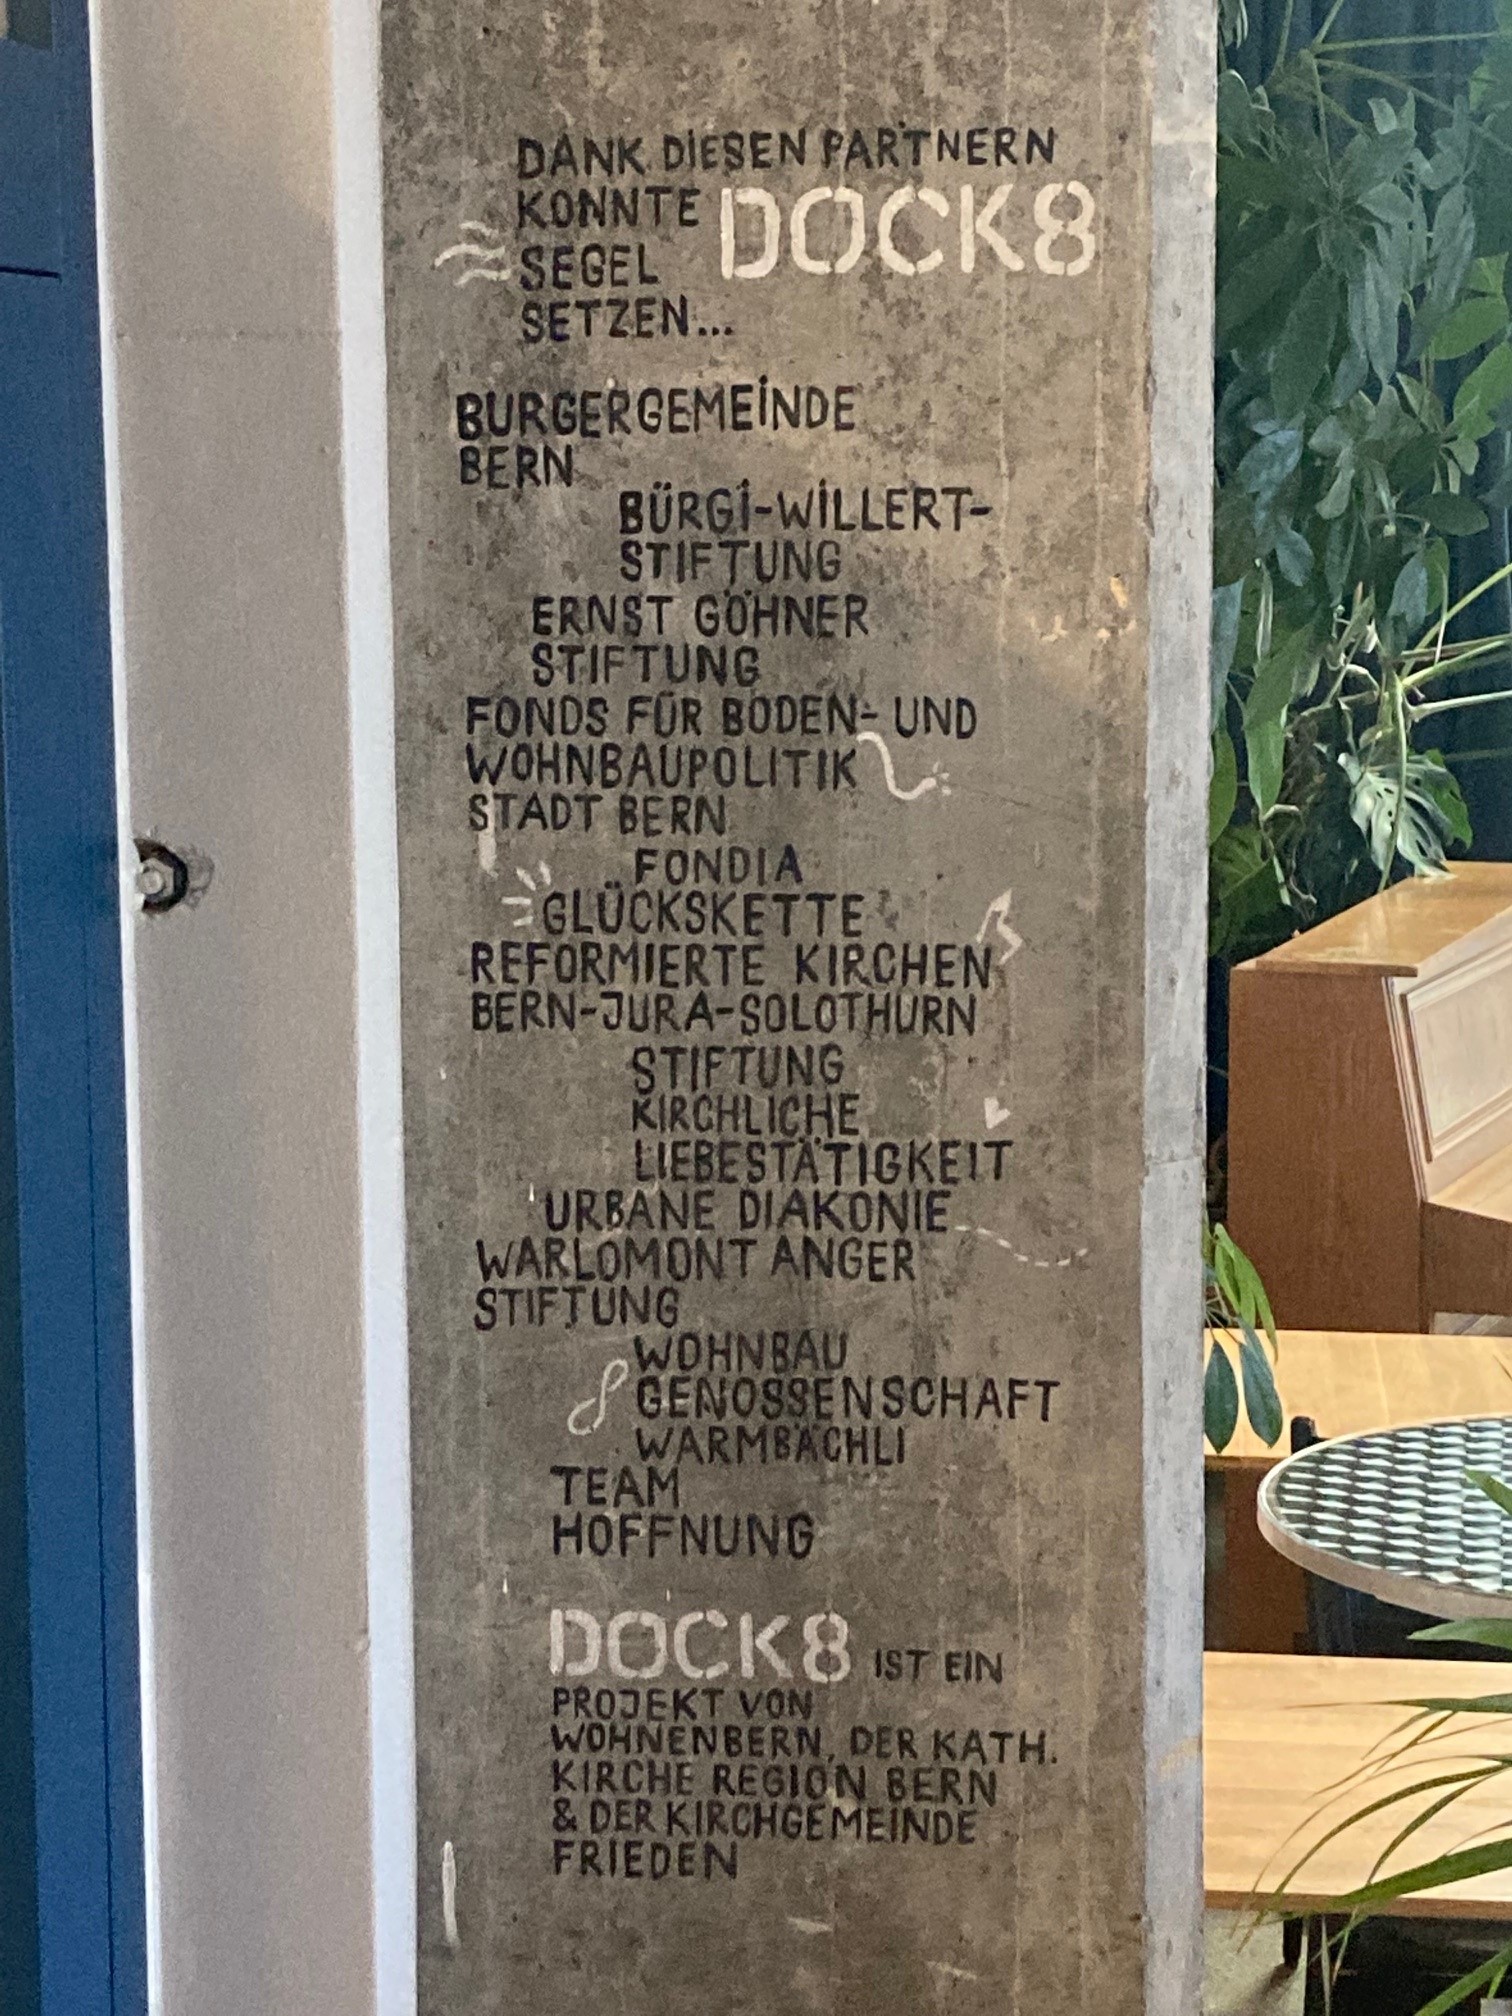 DANK DIESEN PARTNERN
KONNTE DOCK8
SEGEL
SETZEN...
BURGERGEMEINDE
BERN
BÜRGI-WILLERT-
STIFTUNG
ERNST GÖHNER
STIFTUNG
FONDS FÜR BODEN- UND
WOHNBAUPOLITIK
STADT BERN
FONDIA
GLÜCKSKETTE
REFORMIERTE KIRCHEN
BERN-JURA-SOLOTHURN
STIFTUNG
KIRCHLICHE
LIEBESTÄTIGKEIT
URBANE DIAKONIE
WARLOMONT ANGER
STIFTUNG
WOHNBAU
GENOSSENSCHAFT
WARMBÄCHLI
TEAM
HOFFNUNG
DOCK8 IST EIN
PROJEKT VON
WOHNENBERN, DER KATH.
KIRCHE REGION BERN
& DER KIRCHGEMEINDE
FRIEDEN